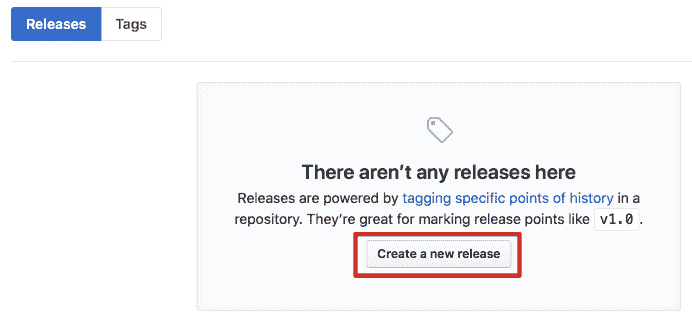 Releases
Tags
There aren’t any releases here
Releases are powered by tagging specific points of history in a
repository. They’re great for marking release points like v1.0 .
Create a new release